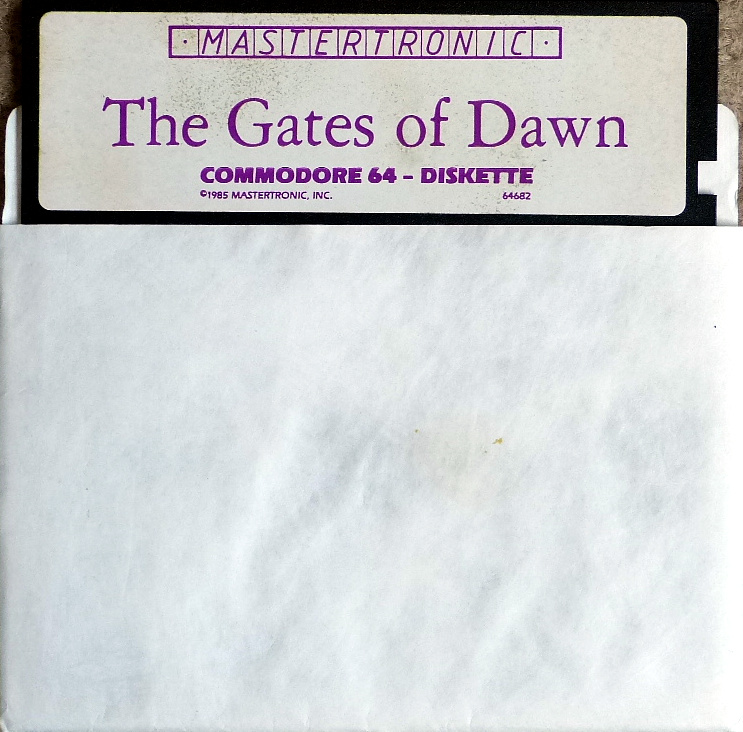 ·MASTERTRONIC·
The Gates of Dawn
COMMODORE 64 - DISKETTE
©1985 MASTERTRONIC, INC. 64682